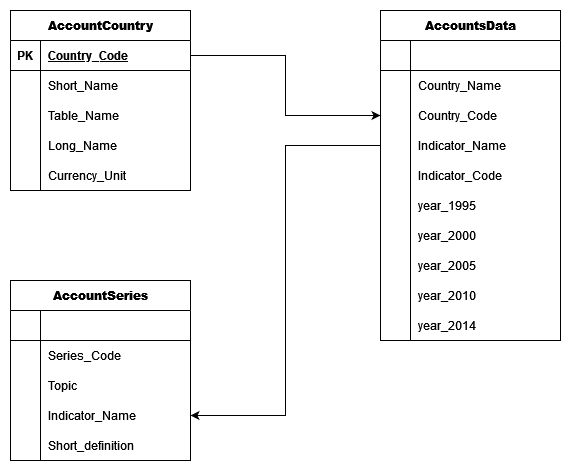 AccountCountry
PK Country_Code
Short_Name
Table_Name
Long_Name
Currency_Unit
AccountsData
Country_Name
Country_Code
Indicator_Name
Indicator_Code
year_1995
year_2000
year_2005
year_2010
year_2014
AccountSeries
Series_Code
Topic
Indicator_Name
Short_definition